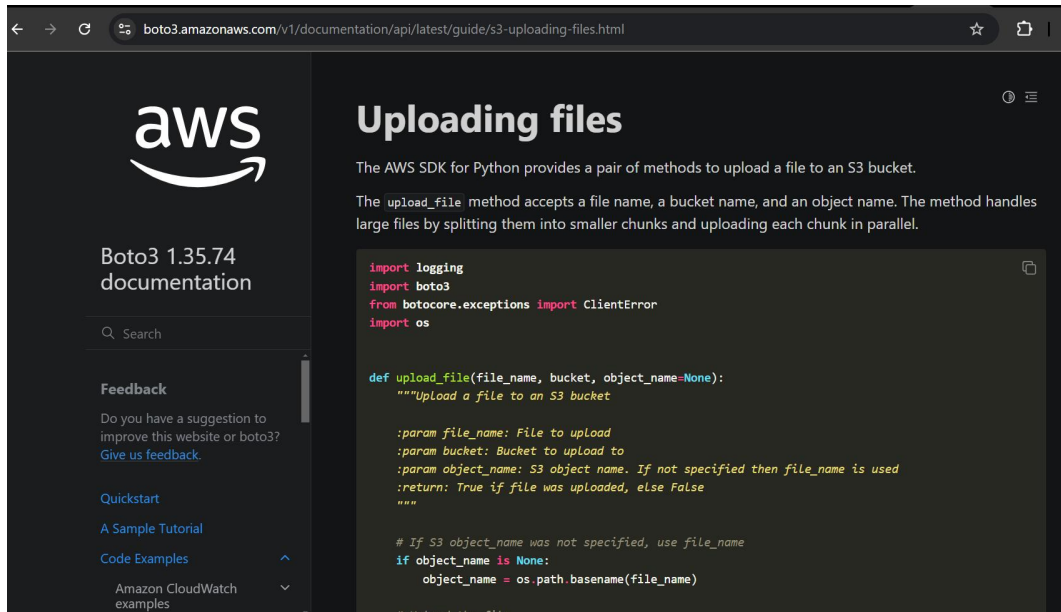 boto3.amazonaws.com/v1/documentation/api/latest/guide/s3-uploading-files.html
aws
Boto3 1.35.74
documentation
Search
Feedback
Do you have a suggestion to
improve this website or boto3?
Give us feedback.
Quickstart
A Sample Tutorial
Code Examples
Amazon CloudWatch
examples
Uploading files
The AWS SDK for Python provides a pair of methods to upload a file to an S3 bucket.
The upload_file method accepts a file name, a bucket name, and an object name. The method handles
large files by splitting them into smaller chunks and uploading each chunk in parallel.
import logging
import boto3
from botocore.exceptions import ClientError
import os
def upload_file(file_name, bucket, object_name=None):
    """Upload a file to an S3 bucket
    :param file_name: File to upload
    :param bucket: Bucket to upload to
    :param object_name: S3 object name. If not specified then file_name is used
    :return: True if file was uploaded, else False
    """
    # If S3 object_name was not specified, use file_name
    if object_name is None:
        object_name = os.path.basename(file_name)